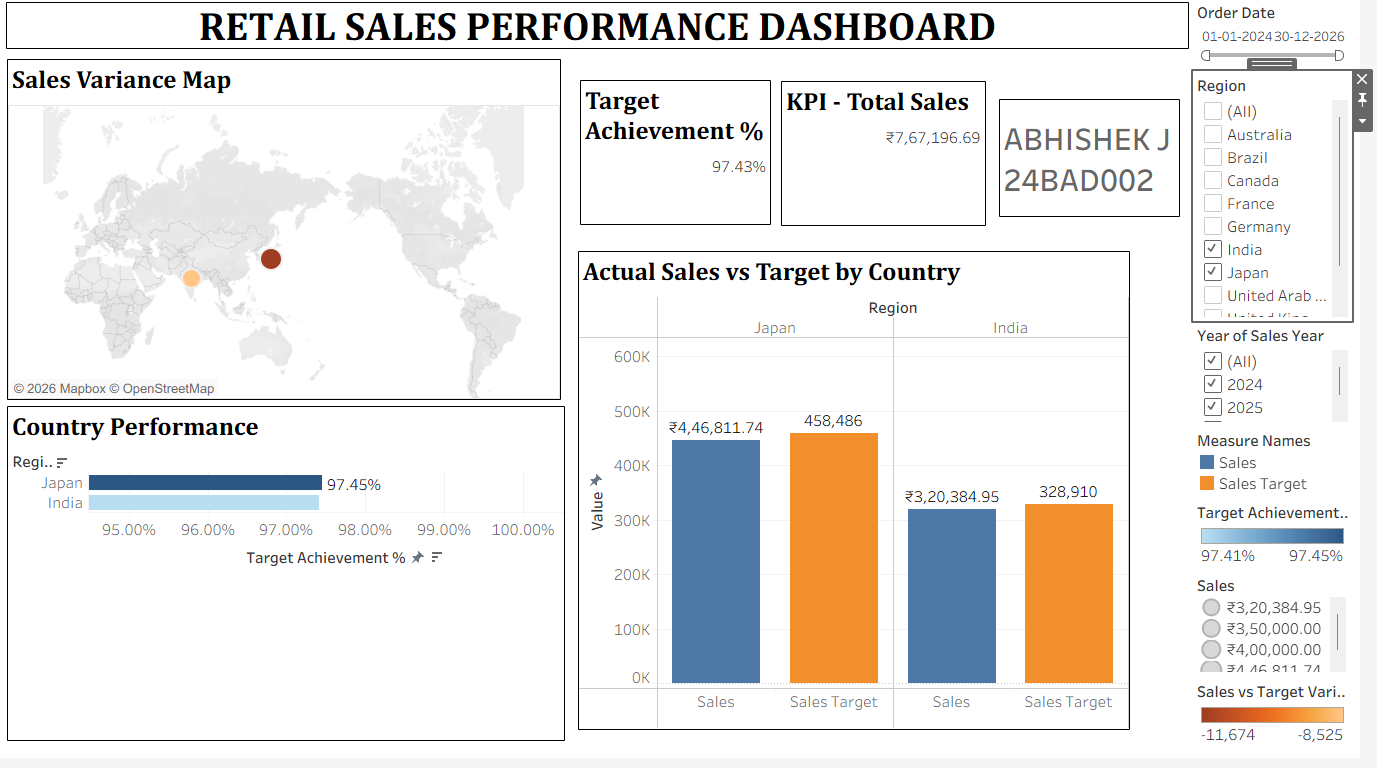 RETAIL SALES PERFORMANCE DASHBOARD
Sales Variance Map
© 2026 Mapbox © OpenStreetMap
Target
Achievement %
97.43%
KPI - Total Sales
₹7,67,196.69
ABHISHEK J
24BAD002
Country Performance
Regi..
Japan
97.45%
India
95.00% 96.00% 97.00% 98.00% 99.00% 100.00%
Target Achievement %
Actual Sales vs Target by Country
Region
Japan India
600K
500K
400K
300K
200K
100K
0K
Value
₹4,46,811.74
458,486
₹3,20,384.95
328,910
Sales Sales Target Sales Sales Target
Order Date
01-01-2024 30-12-2026
Region
(All)
Australia
Brazil
Canada
France
Germany
India
Japan
United Arab ...
Year of Sales Year
(All)
2024
2025
Measure Names
Sales
Sales Target
Target Achievement..
97.41% 97.45%
Sales
₹3,20,384.95
₹3,50,000.00
₹4,00,000.00
₹4,46,811.74
Sales vs Target Vari..
-11,674 -8,525